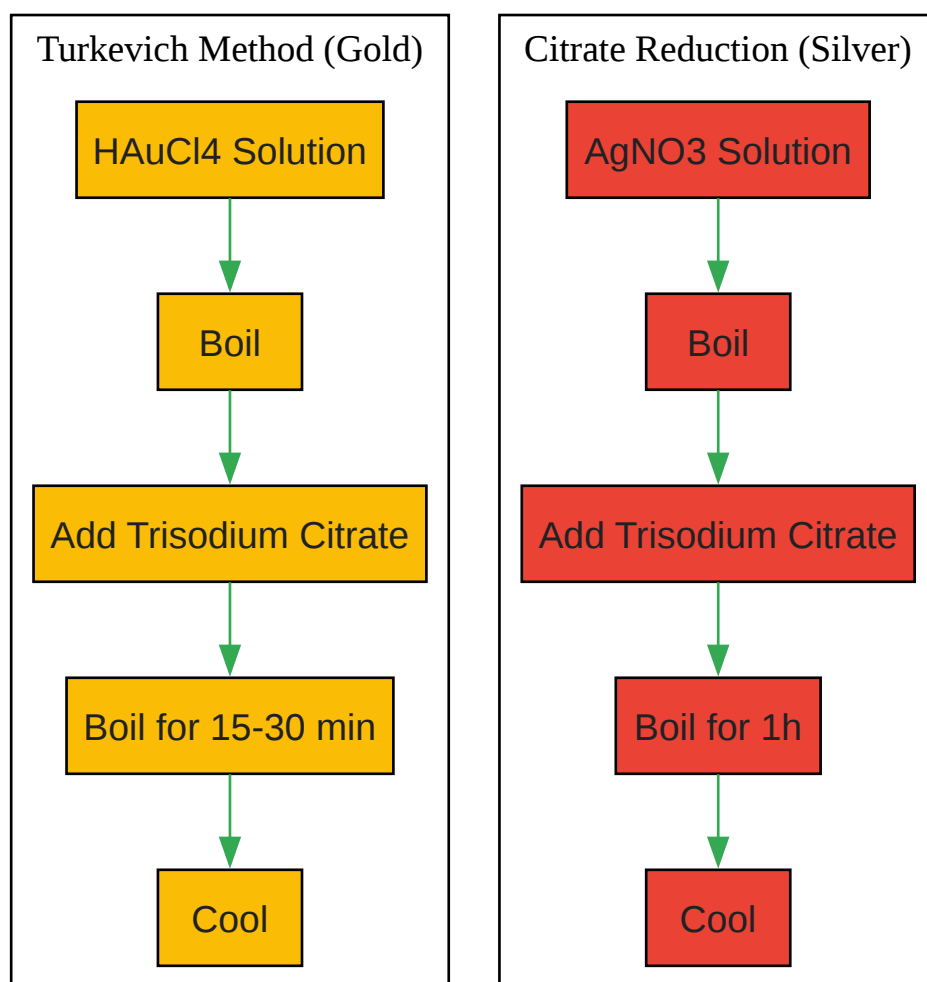 Turkevich Method (Gold)
HAuCl4 Solution
Boil
Add Trisodium Citrate
Boil for 15-30 min
Cool
Citrate Reduction (Silver)
AgNO3 Solution
Boil
Add Trisodium Citrate
Boil for 1h
Cool